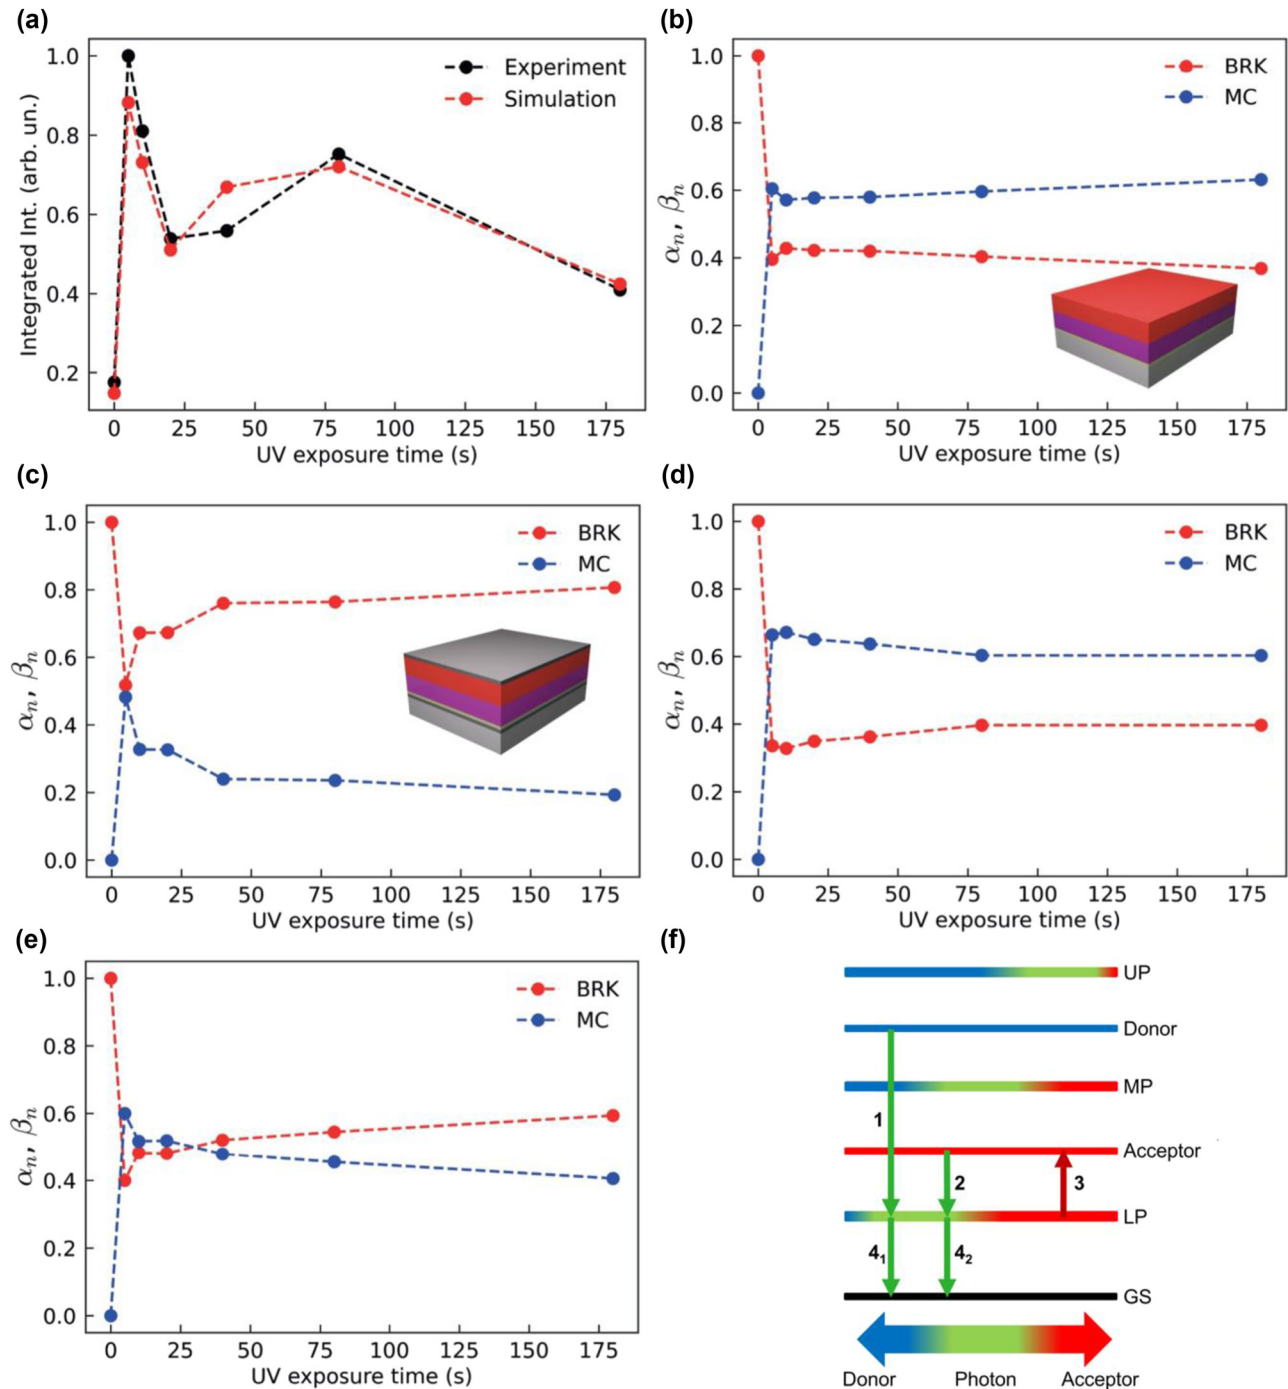 (a)
1.0
0.8
0.6
0.4
0.2
Integrated Int. (arb. un.)
Experiment
Simulation
0 25 50 75 100 125 150 175
UV exposure time (s)
(b)
1.0
0.8
0.6
0.4
0.2
0.0
αₙ, βₙ
BRK
MC
0 25 50 75 100 125 150 175
UV exposure time (s)
(c)
1.0
0.8
0.6
0.4
0.2
0.0
αₙ, βₙ
BRK
MC
0 25 50 75 100 125 150 175
UV exposure time (s)
(d)
1.0
0.8
0.6
0.4
0.2
0.0
αₙ, βₙ
BRK
MC
0 25 50 75 100 125 150 175
UV exposure time (s)
(e)
1.0
0.8
0.6
0.4
0.2
0.0
αₙ, βₙ
BRK
MC
0 25 50 75 100 125 150 175
UV exposure time (s)
(f)
UP
Donor
MP
1
Acceptor
2 3
LP
4₁ 4₂
GS
Donor Photon Acceptor